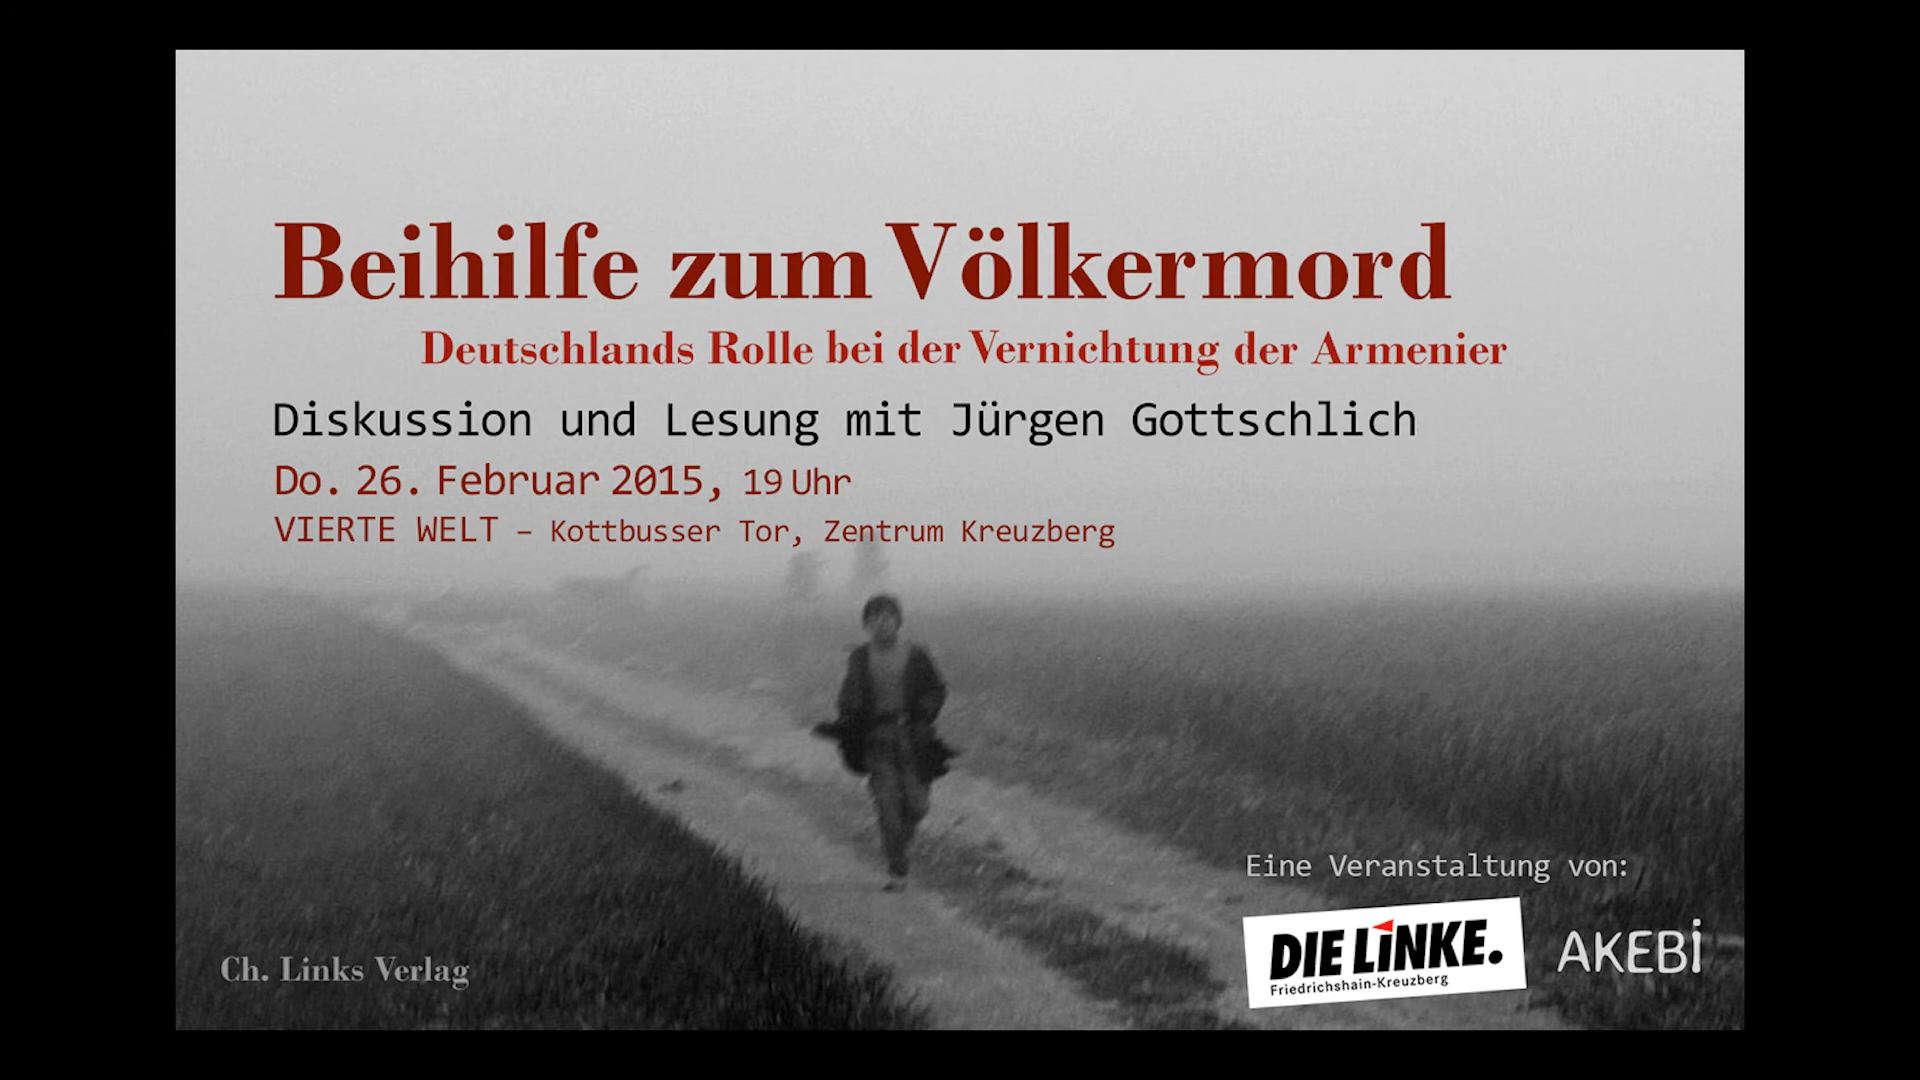 Beihilfe zum Völkermord
Deutschlands Rolle bei der Vernichtung der Armenier
Diskussion und Lesung mit Jürgen Gottschlich
Do. 26. Februar 2015, 19 Uhr
VIERTE WELT – Kottbusser Tor, Zentrum Kreuzberg
Eine Veranstaltung von:
DIE LINKE.
Friedrichshain-Kreuzberg
AKEBİ
Ch. Links Verlag